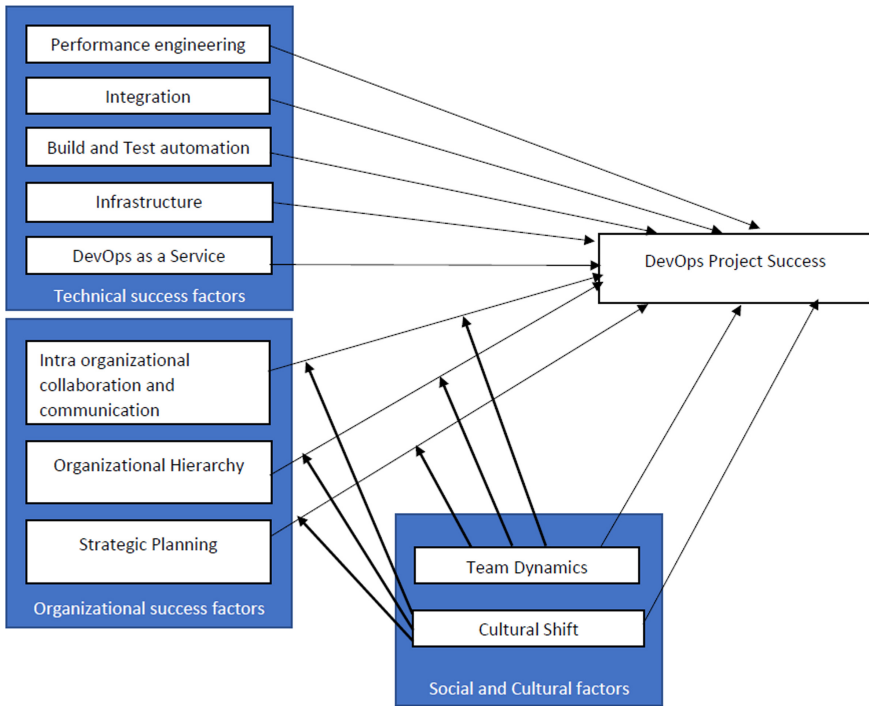 Performance engineering
Integration
Build and Test automation
Infrastructure
DevOps as a Service
Technical success factors
DevOps Project Success
Intra organizational
collaboration and
communication
Organizational Hierarchy
Strategic Planning
Organizational success factors
Team Dynamics
Cultural Shift
Social and Cultural factors